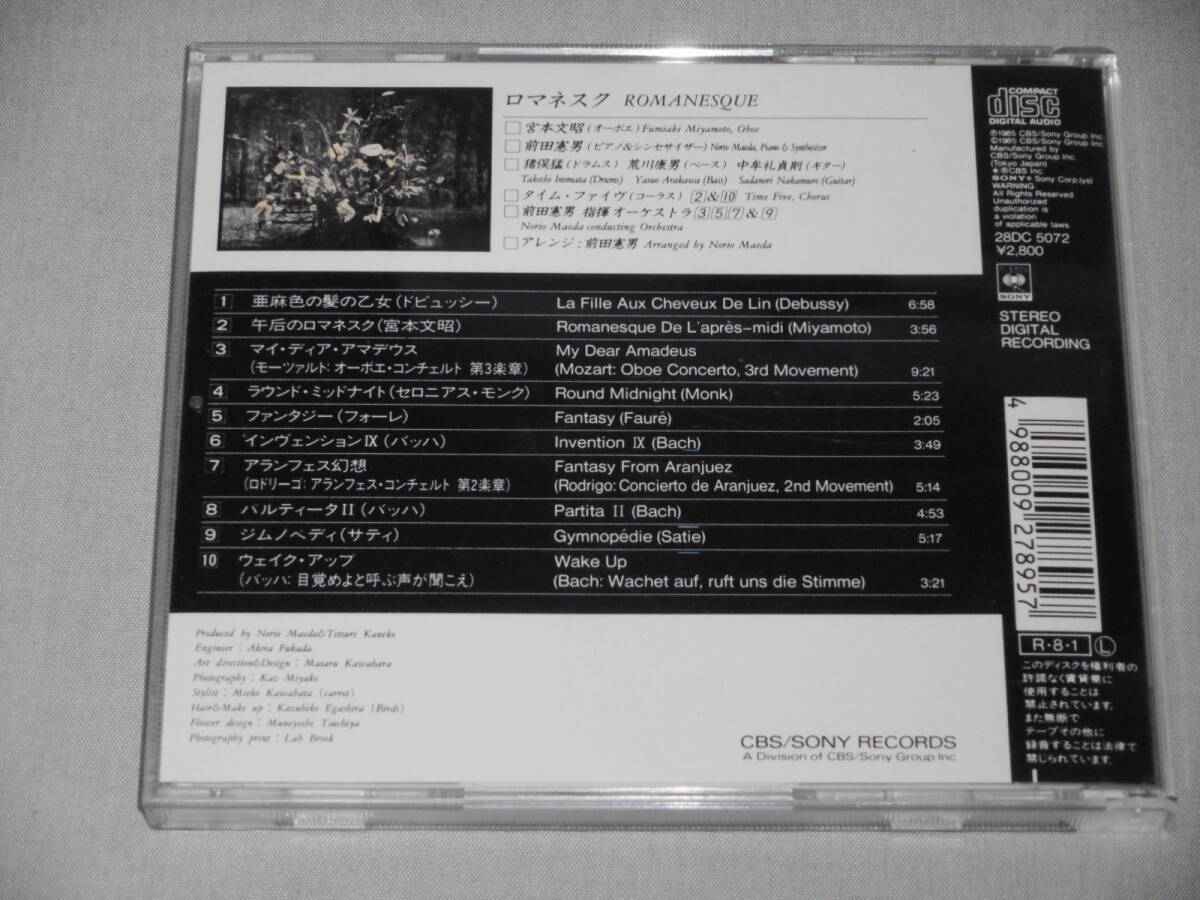 ロマネスク ROMANESQUE
宮本文昭(オーボエ) Fumiaki Miyamoto, Oboe
前田憲男(ピアノ&シンセサイザー) Norio Maeda, Piano & Synthesizer
猪俣猛(ドラムス) 荒川康男(ベース) 中牟礼貞則(ギター)
Takeshi Inomata (Drums) Yasuo Arakawa (Bass) Sadanori Nakamure (Guitar)
タイム・ファイヴ(コーラス) 2&10 Time Five, Chorus
前田憲男 指揮 オーケストラ 3 5 7 & 9
Norio Maeda conducting Orchestra
アレンジ:前田憲男 Arranged by Norio Maeda
1 亜麻色の髪の乙女(ドビュッシー) La Fille Aux Cheveux De Lin (Debussy) 6:58
2 午后のロマネスク(宮本文昭) Romanesque De L'après-midi (Miyamoto) 3:56
3 マイ・ディア・アマデウス My Dear Amadeus
(モーツァルト:オーボエ・コンチェルト 第3楽章) (Mozart: Oboe Concerto, 3rd Movement) 9:21
4 ラウンド・ミッドナイト(セロニアス・モンク) Round Midnight (Monk) 5:23
5 ファンタジー(フォーレ) Fantasy (Fauré) 2:05
6 インヴェンションⅨ(バッハ) Invention Ⅸ (Bach) 3:49
7 アランフェス幻想 Fantasy From Aranjuez
(ロドリーゴ:アランフェス・コンチェルト 第2楽章) (Rodrigo: Concierto de Aranjuez, 2nd Movement) 5:14
8 パルティータII(バッハ) Partita II (Bach) 4:53
9 ジムノペディ(サティ) Gymnopédie (Satie) 5:17
10 ウェイク・アップ Wake Up
(バッハ:目覚めよと呼ぶ声が聞こえ) (Bach: Wachet auf, ruft uns die Stimme) 3:21
Produced by Norio Maeda&Tetsuri Kaneko
Engineer : Akira Fukada
Art direction&Design : Masaru Kawahara
Photography : Kaz Miyake
Stylist : Mieko Kawabata (carrot)
Hair&Make up : Kazuhiko Egashira (Birds)
Flower design : Muneyoshi Tsuchiya
Photography print : Lab Brook
CBS/SONY RECORDS
A Division of CBS/Sony Group Inc.
COMPACT
disc
DIGITAL AUDIO
Ⓟ1985 CBS/Sony Group Inc.
©1985 CBS/Sony Group Inc.
Manufactured by
CBS/Sony Group Inc.
(Tokyo Japan)
® CBS Inc.
SONY® Sony Corp.(ys)
WARNING
All Rights Reserved.
Unauthorized
duplication is
a violation
of applicable laws.
28DC 5072
¥2,800
SONY
STEREO
DIGITAL
RECORDING
4 988009 278957
R・8・1 L
このディスクを権利者の
許諾なく賃貸業に
使用することは
禁止されています。
また無断で
テープその他に
録音することは法律で
禁じられています。